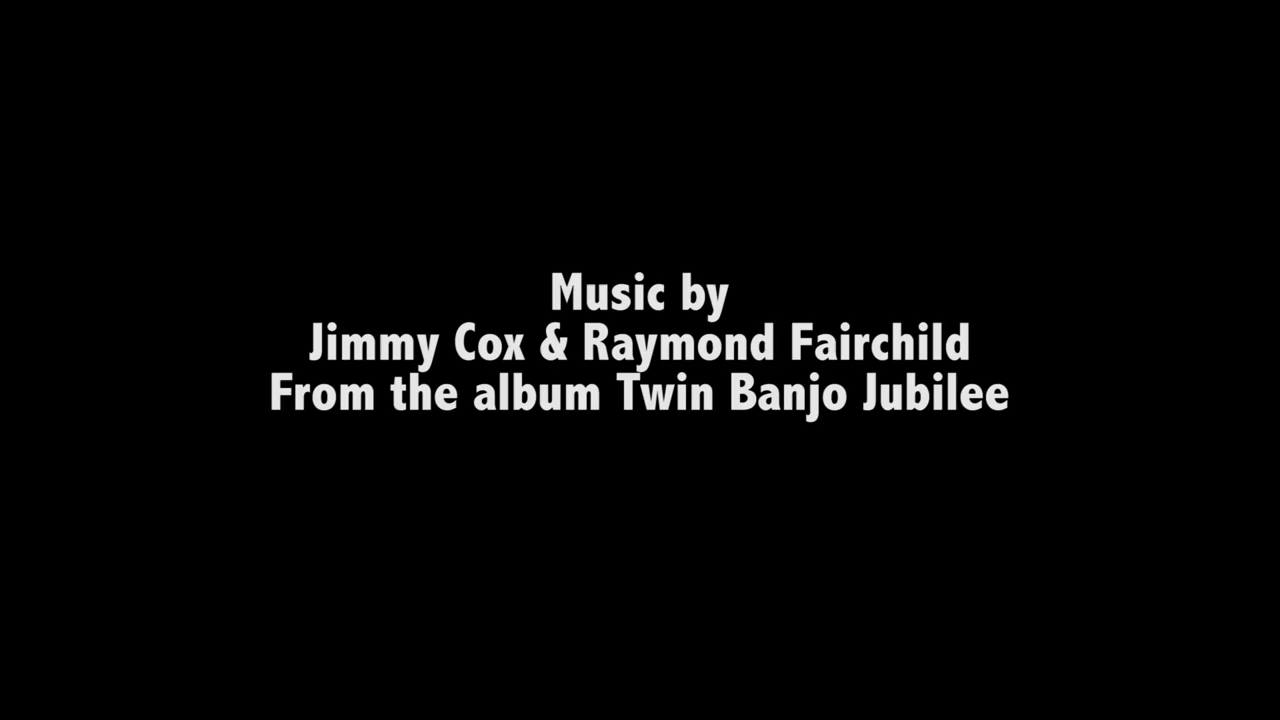 Music by
Jimmy Cox & Raymond Fairchild
From the album Twin Banjo Jubilee